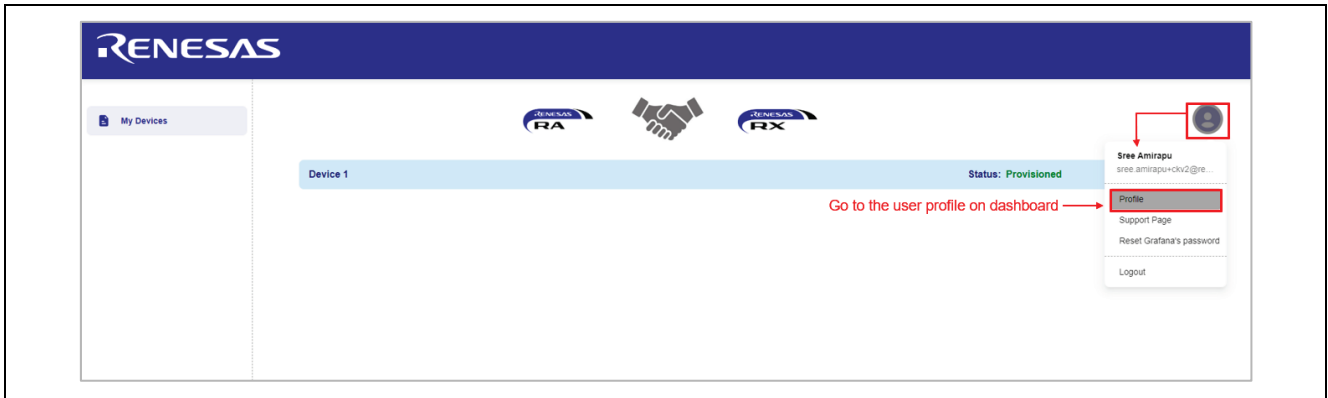 RENESAS
My Devices
RENESAS
RA
RENESAS
RX
Sree Amirapu
sree.amirapu+ckv2@re...
Device 1
Status: Provisioned
Go to the user profile on dashboard
Profile
Support Page
Reset Grafana's password
Logout